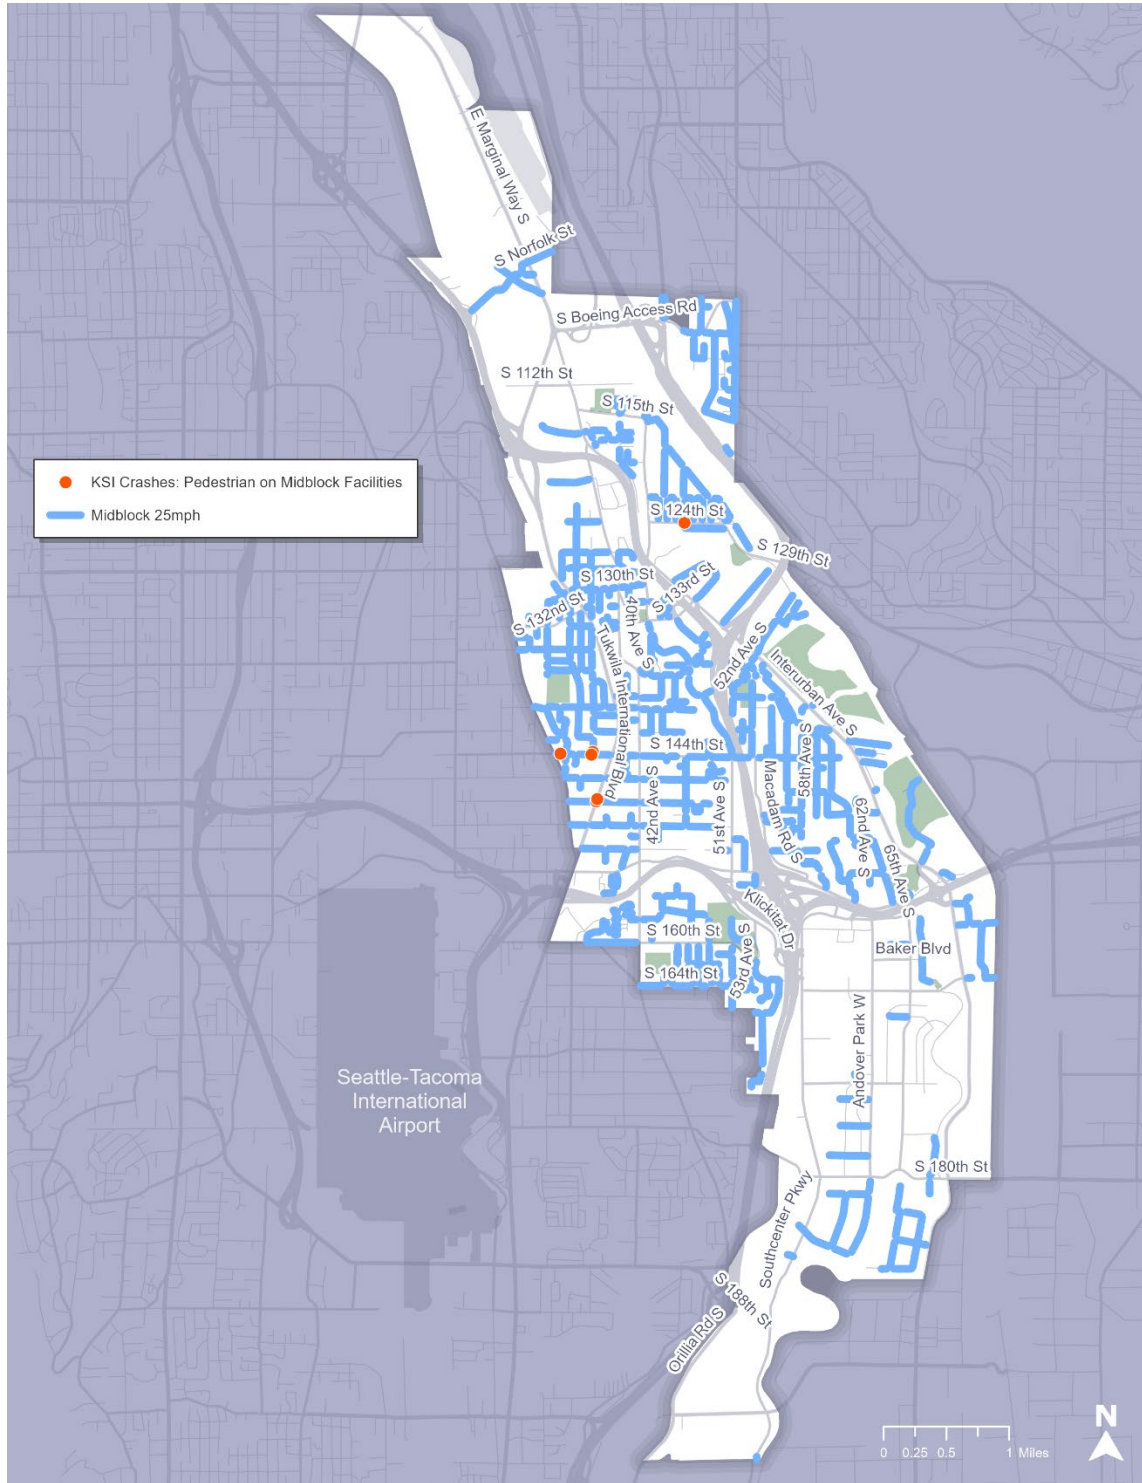 E Marginal Way S
S Norfolk St
S Boeing Access Rd
S 112th St
S 115th St
KSI Crashes: Pedestrian on Midblock Facilities
Midblock 25mph
S 124th St
S 129th St
S 130th St
S 133rd St
S 132nd St
40th Ave S
Tukwila International Blvd
52nd Ave S
Interurban Ave S
S 144th St
58th Ave S
Macadam Rd S
42nd Ave S
51st Ave S
62nd Ave S
65th Ave S
Klickitat Dr
S 160th St
53rd Ave S
Baker Blvd
S 164th St
Andover Park W
Seattle-Tacoma
International
Airport
S 180th St
Southcenter Pkwy
S 188th St
Orillia Rd S
N
0 0.25 0.5 1 Miles